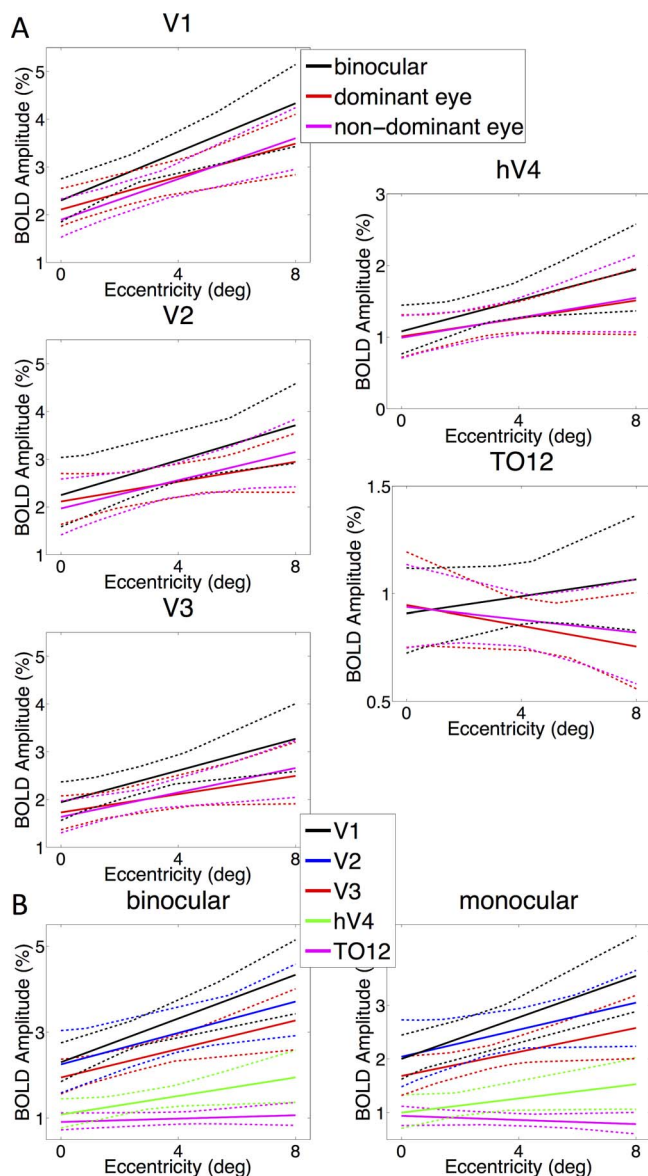 A
V1
BOLD Amplitude (%)
5
4
3
2
1
0
4
8
Eccentricity (deg)
binocular
dominant eye
non-dominant eye
hV4
BOLD Amplitude (%)
3
2
1
0
0
4
8
Eccentricity (deg)
V2
BOLD Amplitude (%)
5
4
3
2
1
0
4
8
Eccentricity (deg)
TO12
BOLD Amplitude (%)
1.5
1
0.5
0
4
8
Eccentricity (deg)
V3
BOLD Amplitude (%)
5
4
3
2
1
0
4
8
Eccentricity (deg)
V1
V2
V3
hV4
TO12
B
binocular
BOLD Amplitude (%)
5
3
1
0
4
8
Eccentricity (deg)
monocular
BOLD Amplitude (%)
3
2
1
0
4
8
Eccentricity (deg)